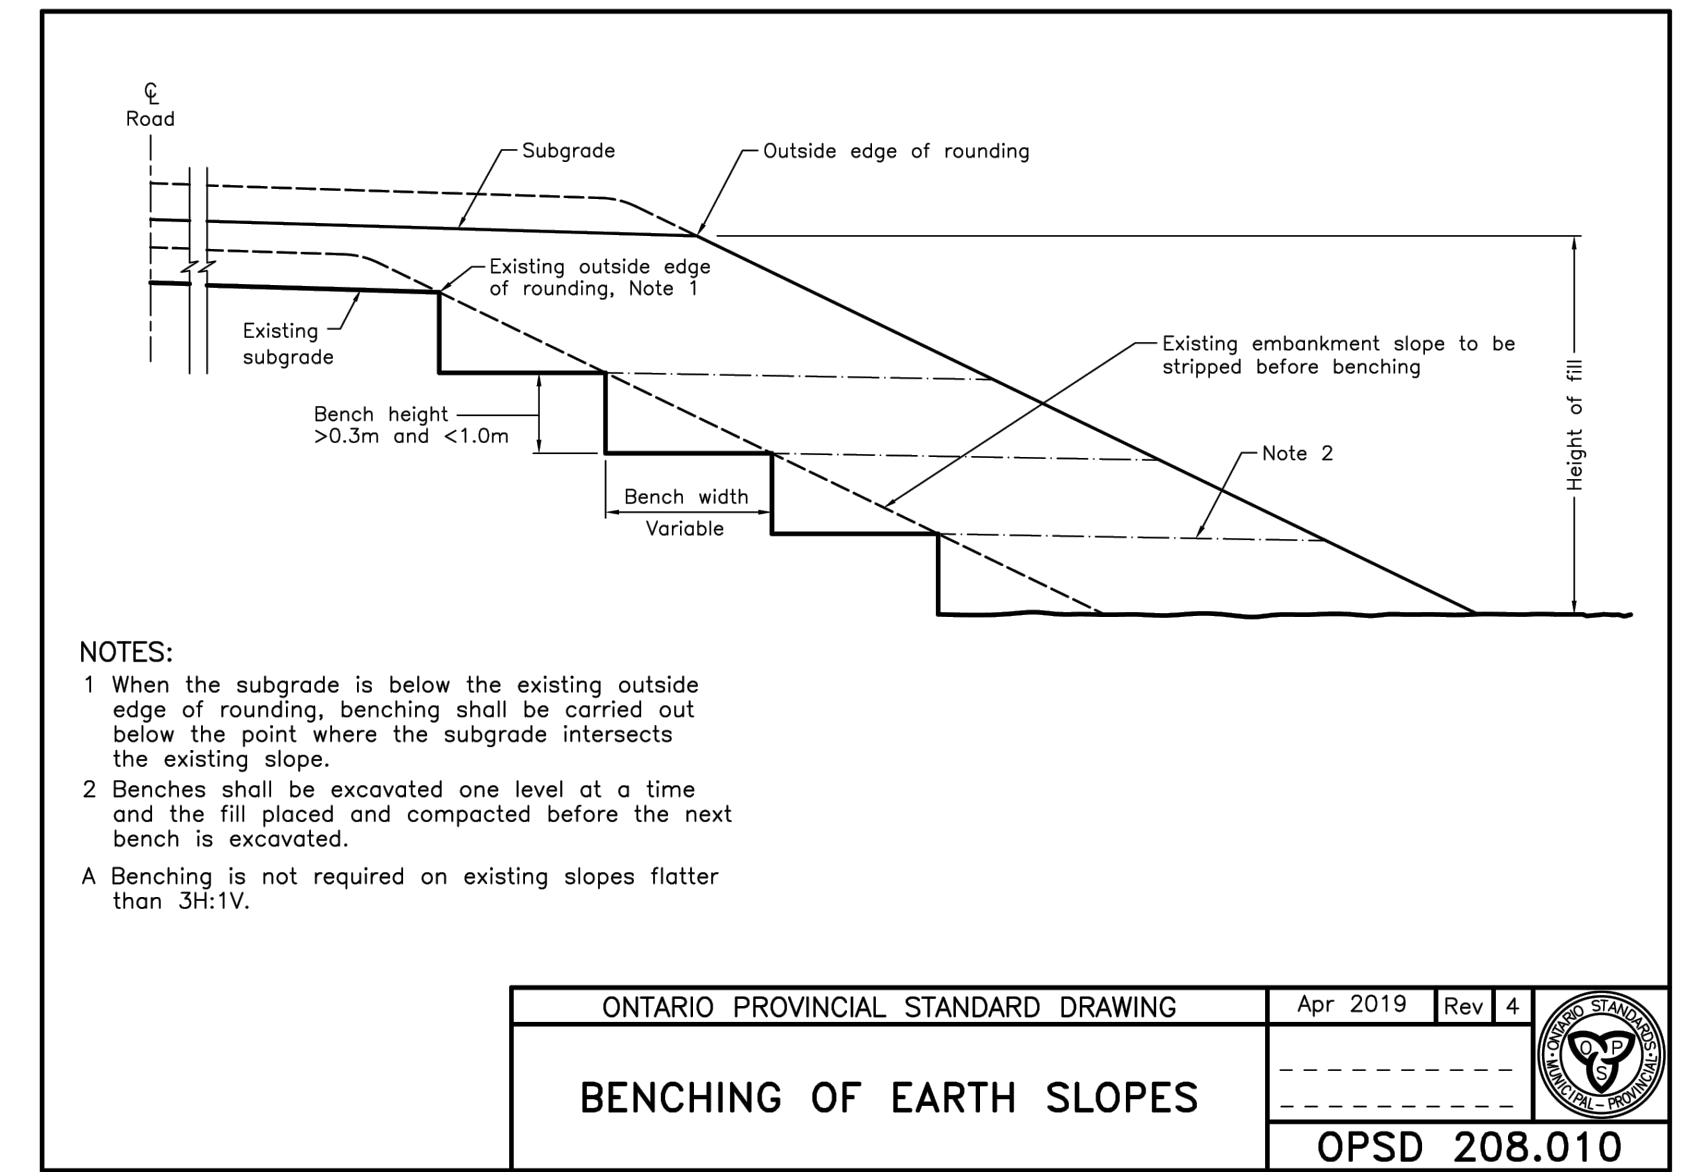 ℄
Road
Subgrade
Outside edge of rounding
Existing outside edge
of rounding, Note 1
Existing
subgrade
Existing embankment slope to be
stripped before benching
Height of fill
Bench height
>0.3m and <1.0m
Note 2
Bench width
Variable
NOTES:
1 When the subgrade is below the existing outside
edge of rounding, benching shall be carried out
below the point where the subgrade intersects
the existing slope.
2 Benches shall be excavated one level at a time
and the fill placed and compacted before the next
bench is excavated.
A Benching is not required on existing slopes flatter
than 3H:1V.
ONTARIO PROVINCIAL STANDARD DRAWING
Apr 2019
Rev
4
BENCHING OF EARTH SLOPES
ONTARIO STANDARDS
MUNICIPAL-PROVINCIAL
O P S
OPSD 208.010